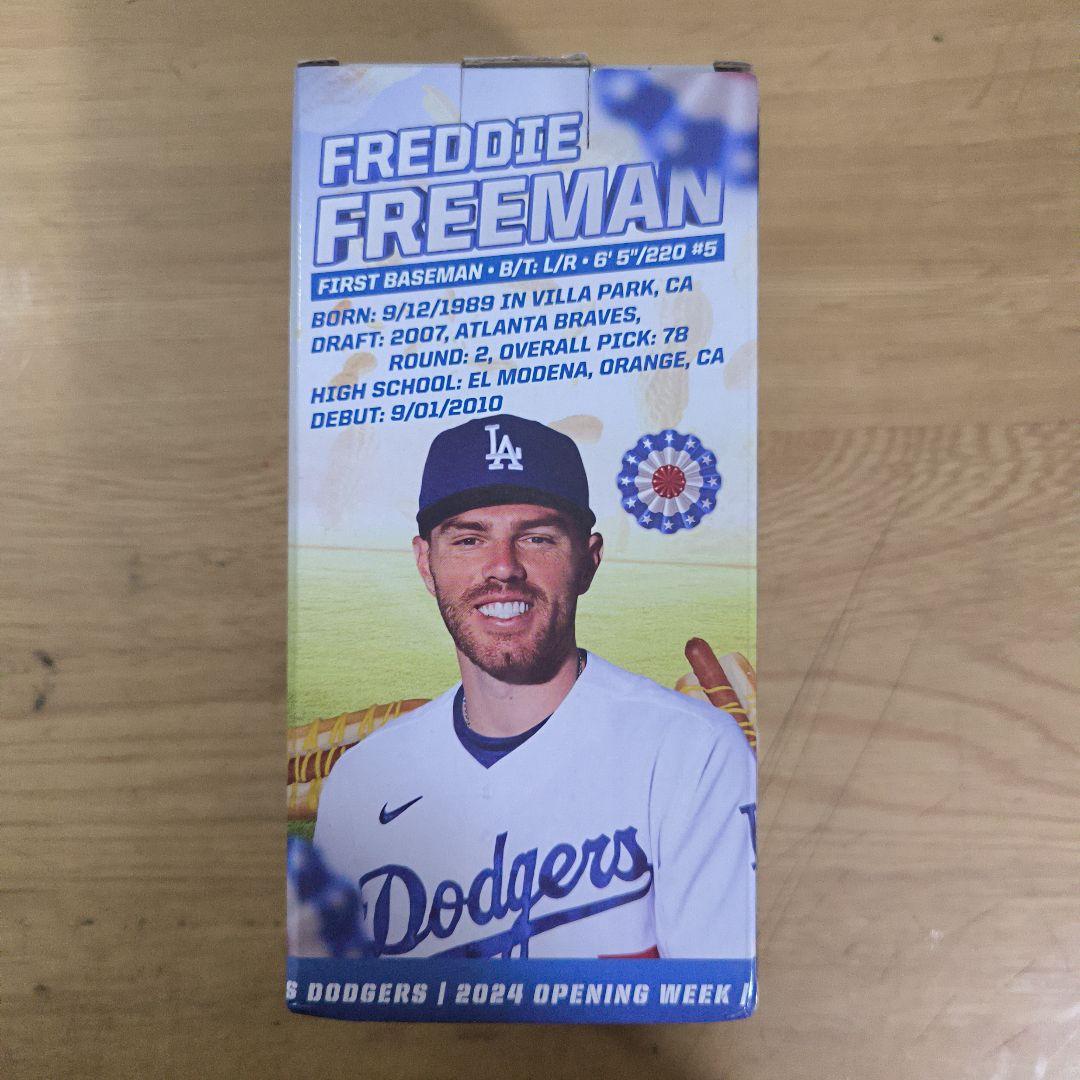 FREDDIE
FREEMAN
FIRST BASEMAN • B/T: L/R • 6' 5"/220 #5
BORN: 9/12/1989 IN VILLA PARK, CA
DRAFT: 2007, ATLANTA BRAVES,
ROUND: 2, OVERALL PICK: 78
HIGH SCHOOL: EL MODENA, ORANGE, CA
DEBUT: 9/01/2010
LA
Dodgers
S DODGERS | 2024 OPENING WEEK /